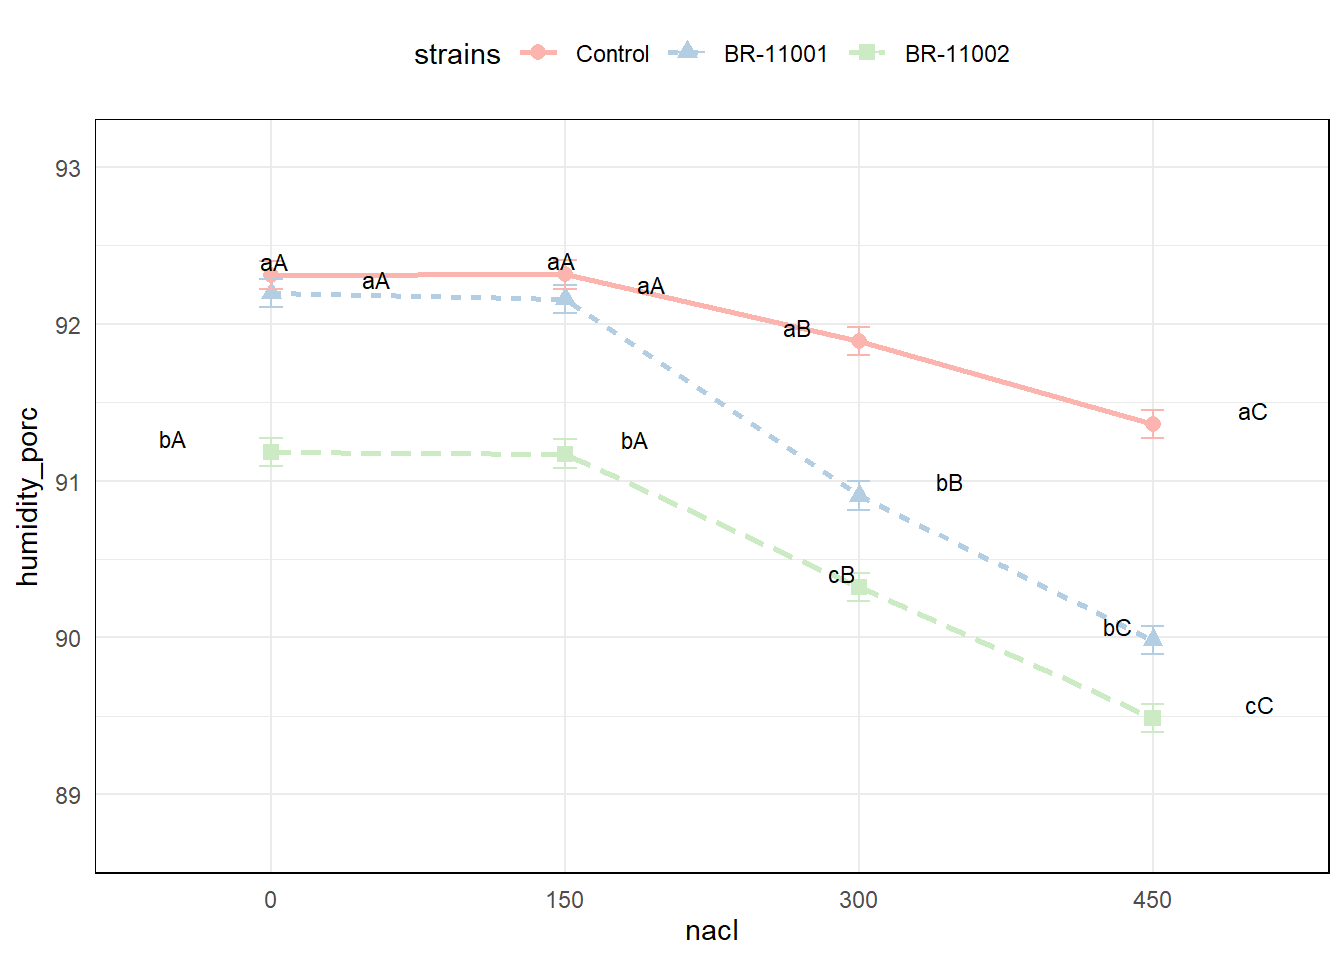 strains Control BR-11001 BR-11002
93
aA aA aA aA
92 aB
aC
bA bA
91 bB
humidity_porc
cB
90 bC
cC
89
0 150 300 450
nacl